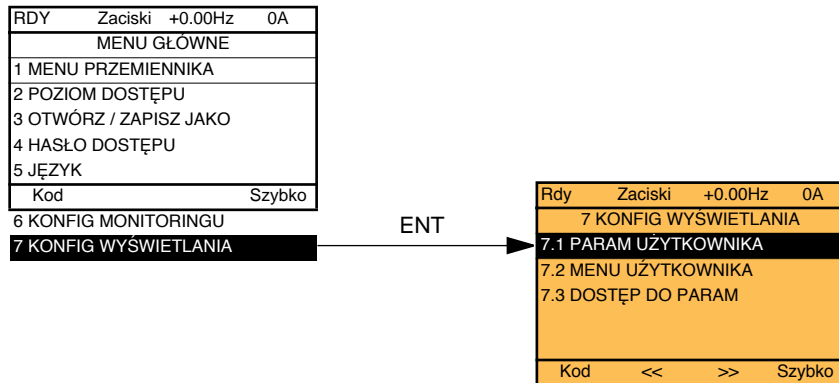 RDY Zaciski +0.00Hz 0A
MENU GŁÓWNE
1 MENU PRZEMIENNIKA
2 POZIOM DOSTĘPU
3 OTWÓRZ / ZAPISZ JAKO
4 HASŁO DOSTĘPU
5 JĘZYK
Kod Szybko
6 KONFIG MONITORINGU
7 KONFIG WYŚWIETLANIA
ENT
Rdy Zaciski +0.00Hz 0A
7 KONFIG WYŚWIETLANIA
7.1 PARAM UŻYTKOWNIKA
7.2 MENU UŻYTKOWNIKA
7.3 DOSTĘP DO PARAM
Kod << >> Szybko